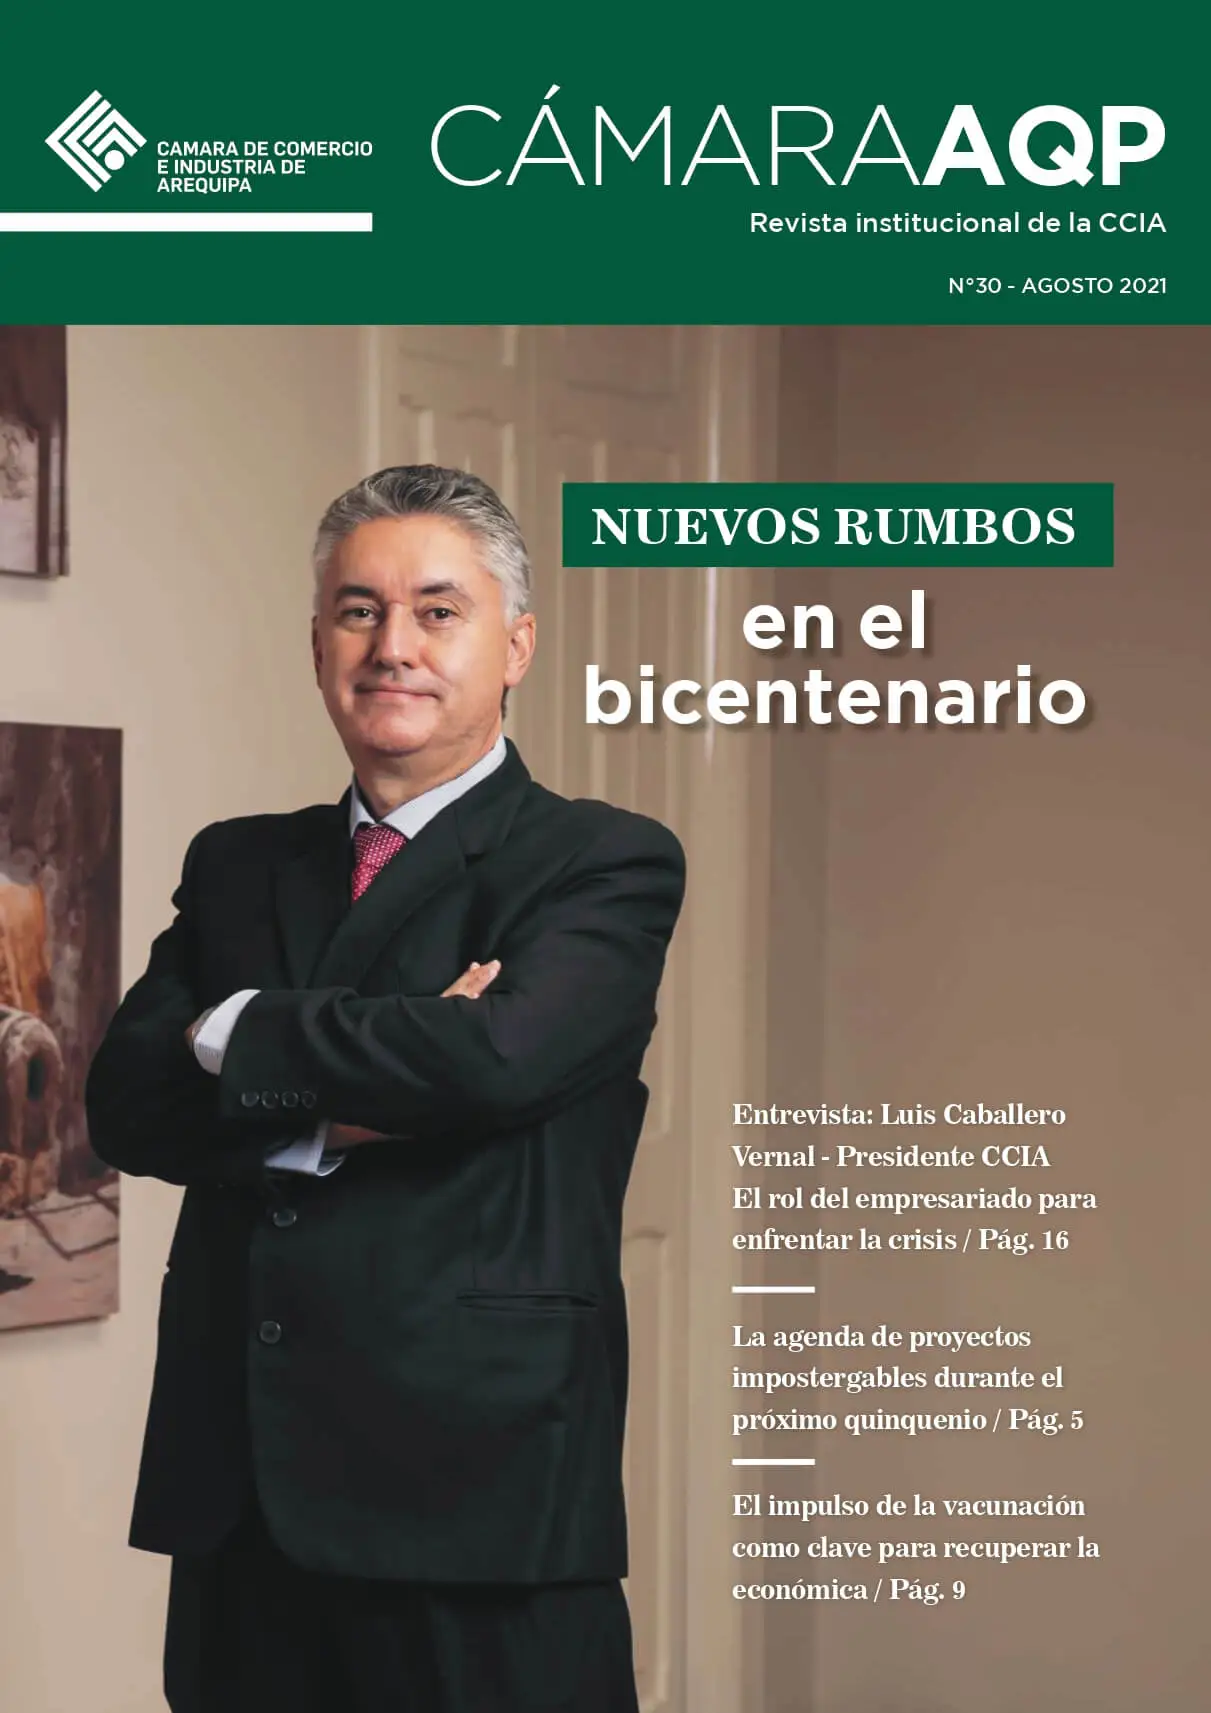 CAMARA DE COMERCIO
E INDUSTRIA DE
AREQUIPA
CÁMARAAQP
Revista institucional de la CCIA
N°30 - AGOSTO 2021
NUEVOS RUMBOS
en el
bicentenario
Entrevista: Luis Caballero
Vernal - Presidente CCIA
El rol del empresariado para
enfrentar la crisis / Pág. 16
La agenda de proyectos
impostergables durante el
próximo quinquenio / Pág. 5
El impulso de la vacunación
como clave para recuperar la
económica / Pág. 9